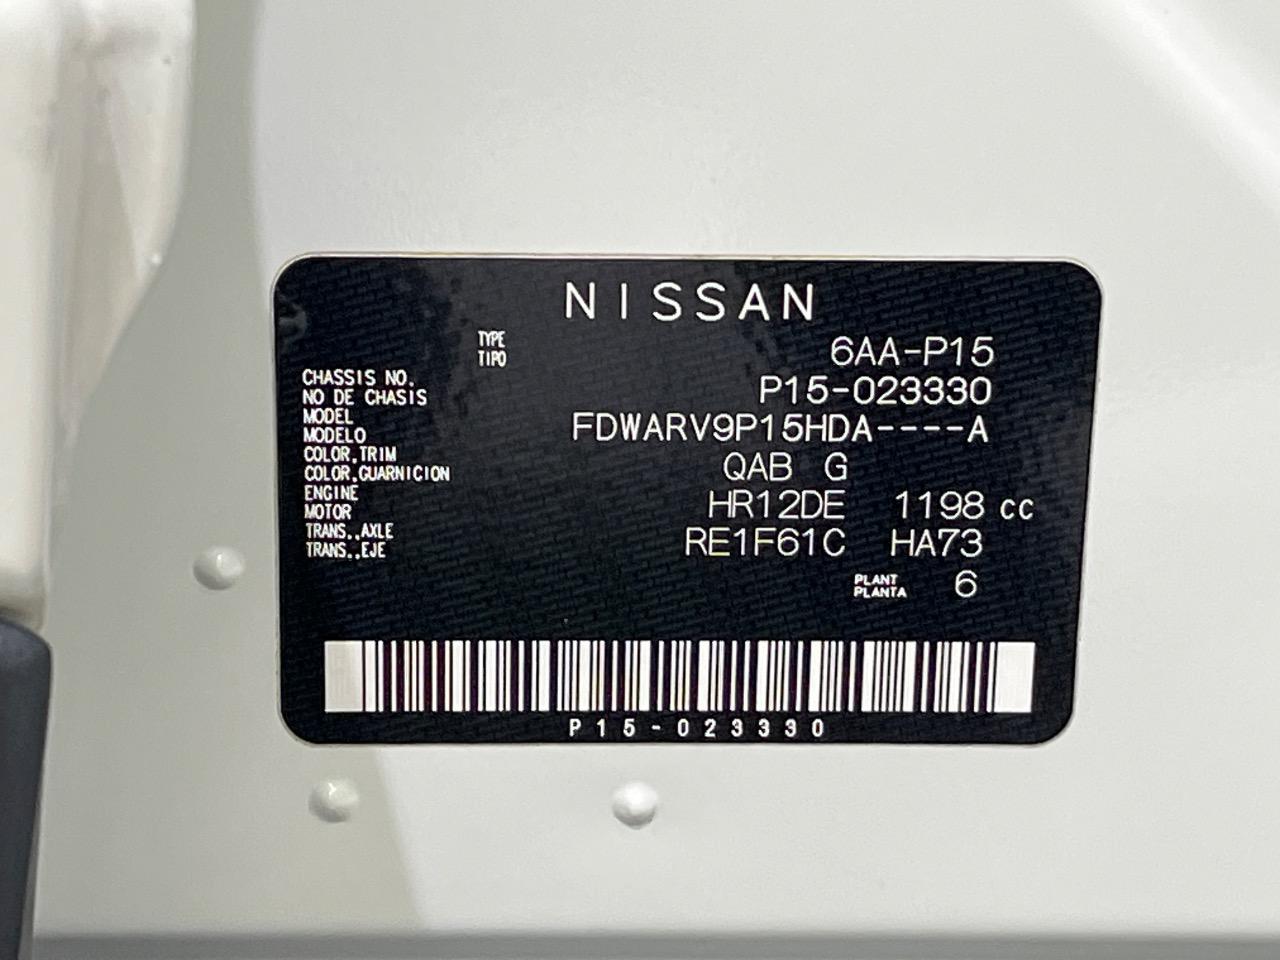 NISSAN
TYPE
TIPO
6AA-P15
CHASSIS NO.
NO DE CHASIS
P15-023330
MODEL
MODELO
FDWARV9P15HDA----A
COLOR,TRIM
COLOR,GUARNICION
QAB G
ENGINE
MOTOR
HR12DE 1198 cc
TRANS.,AXLE
TRANS.,EJE
RE1F61C HA73
PLANT
PLANTA
6
P15-023330